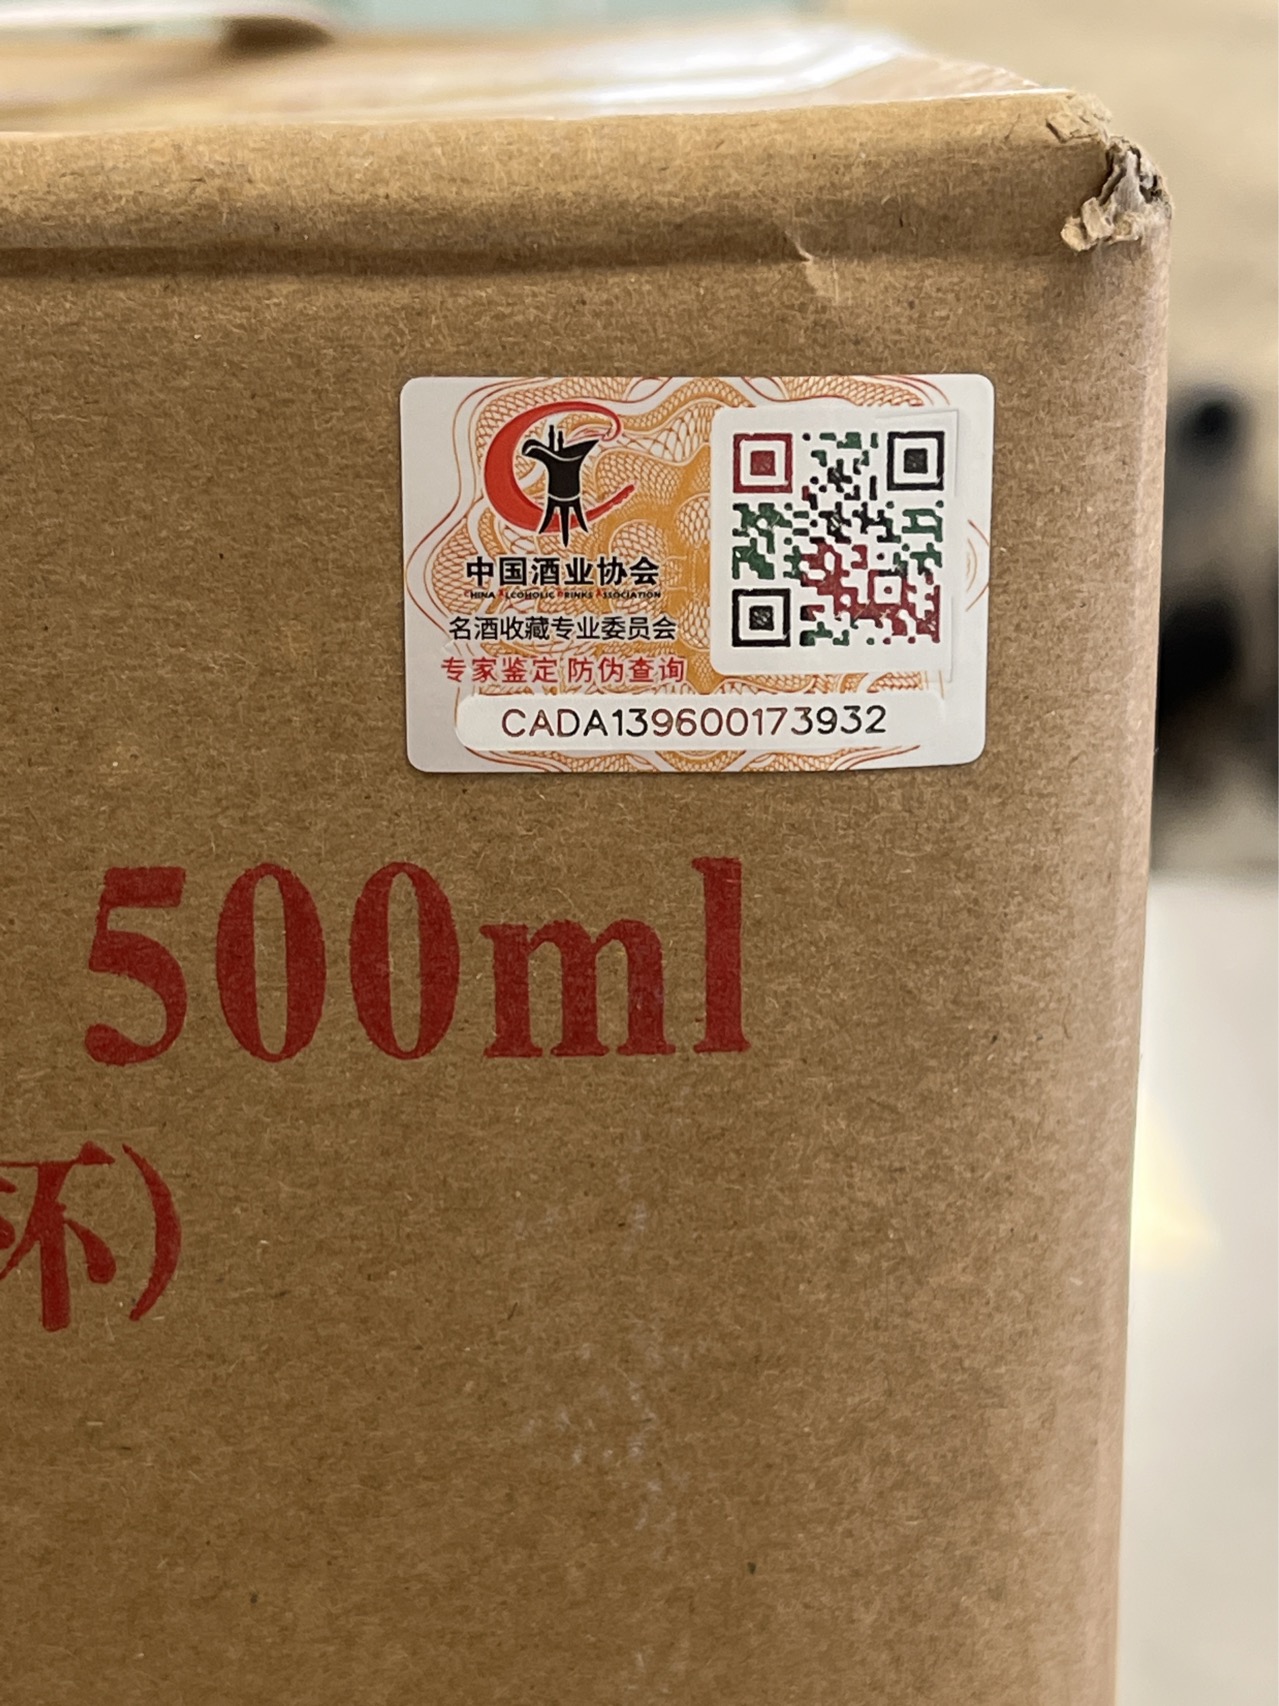 中国酒业协会
CHINA ALCOHOLIC DRINKS ASSOCIATION
名酒收藏专业委员会
专家鉴定 防伪查询
CADA139600173932
500ml
杯)